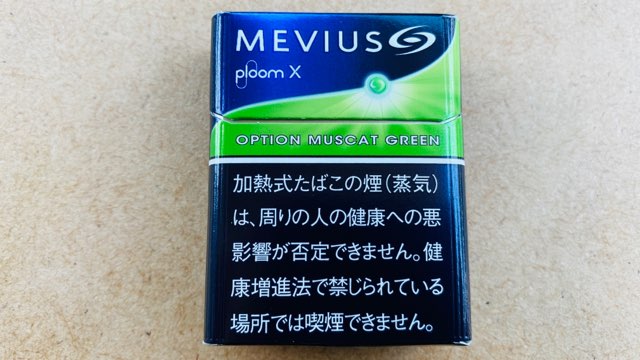 MEVIUS
ploom X
OPTION MUSCAT GREEN
加熱式たばこの煙(蒸気)
は、周りの人の健康への悪
影響が否定できません。健
康増進法で禁じられている
場所では喫煙できません。